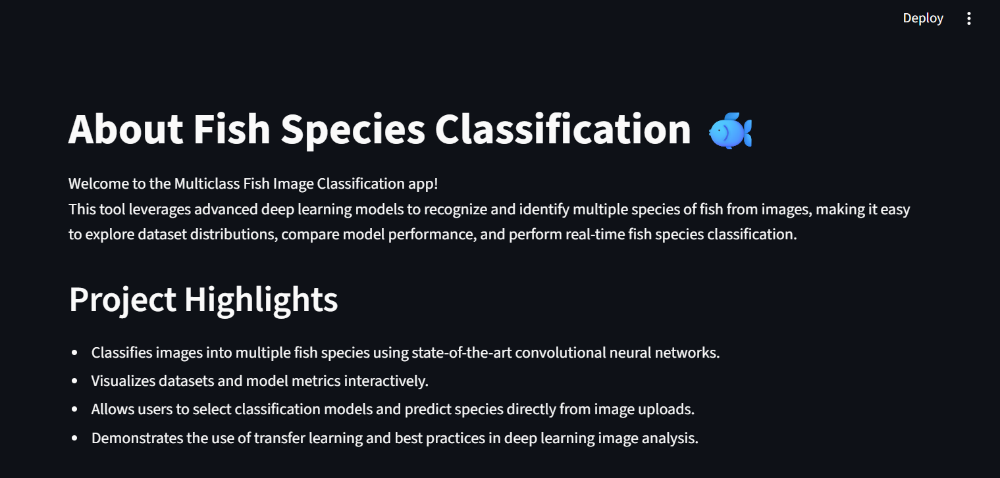 Deploy
About Fish Species Classification
Welcome to the Multiclass Fish Image Classification app!
This tool leverages advanced deep learning models to recognize and identify multiple species of fish from images, making it easy
to explore dataset distributions, compare model performance, and perform real-time fish species classification.
Project Highlights
• Classifies images into multiple fish species using state-of-the-art convolutional neural networks.
• Visualizes datasets and model metrics interactively.
• Allows users to select classification models and predict species directly from image uploads.
• Demonstrates the use of transfer learning and best practices in deep learning image analysis.